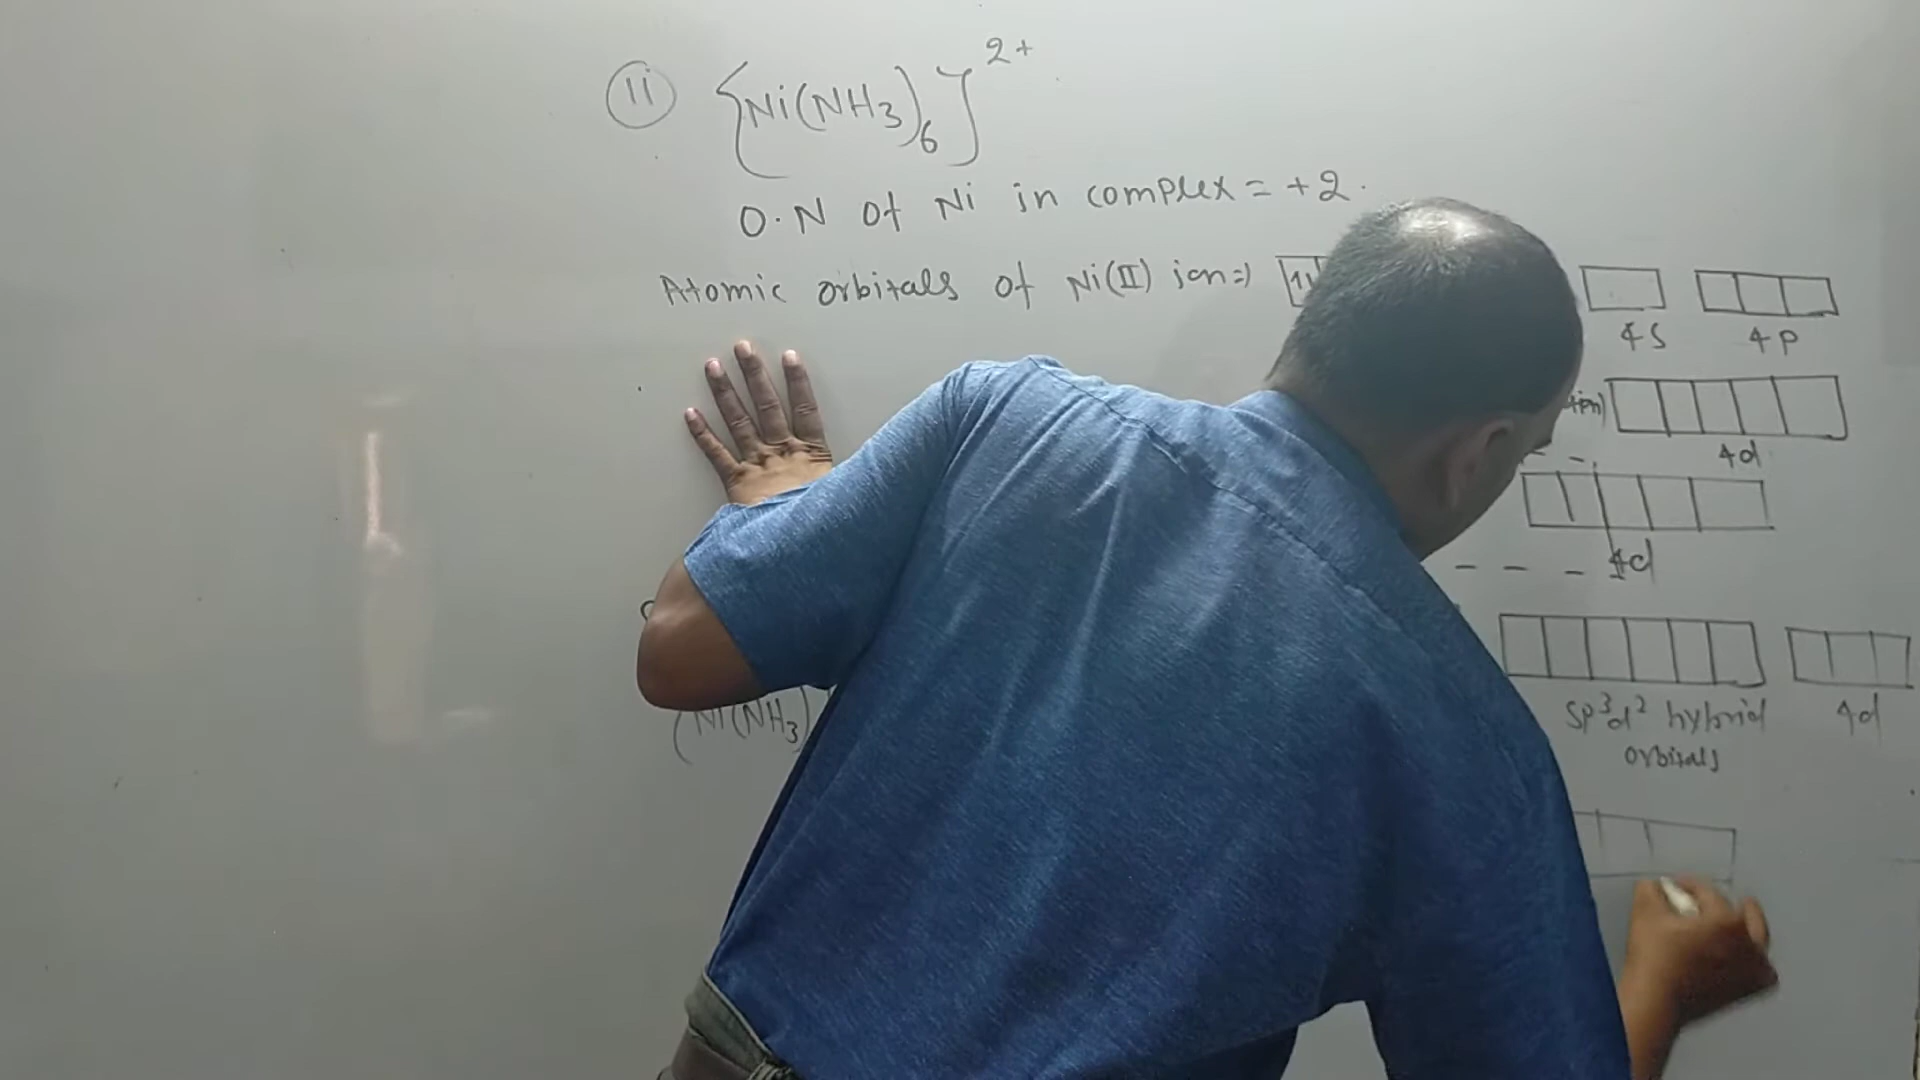 (ii) [Ni(NH3)6]2+
O.N of Ni in complex = +2.
Atomic orbitals of Ni(II) ion ⇒
4s 4p
4d
4d
(Ni(NH3)
sp3d2 hybrid 4d
orbitals